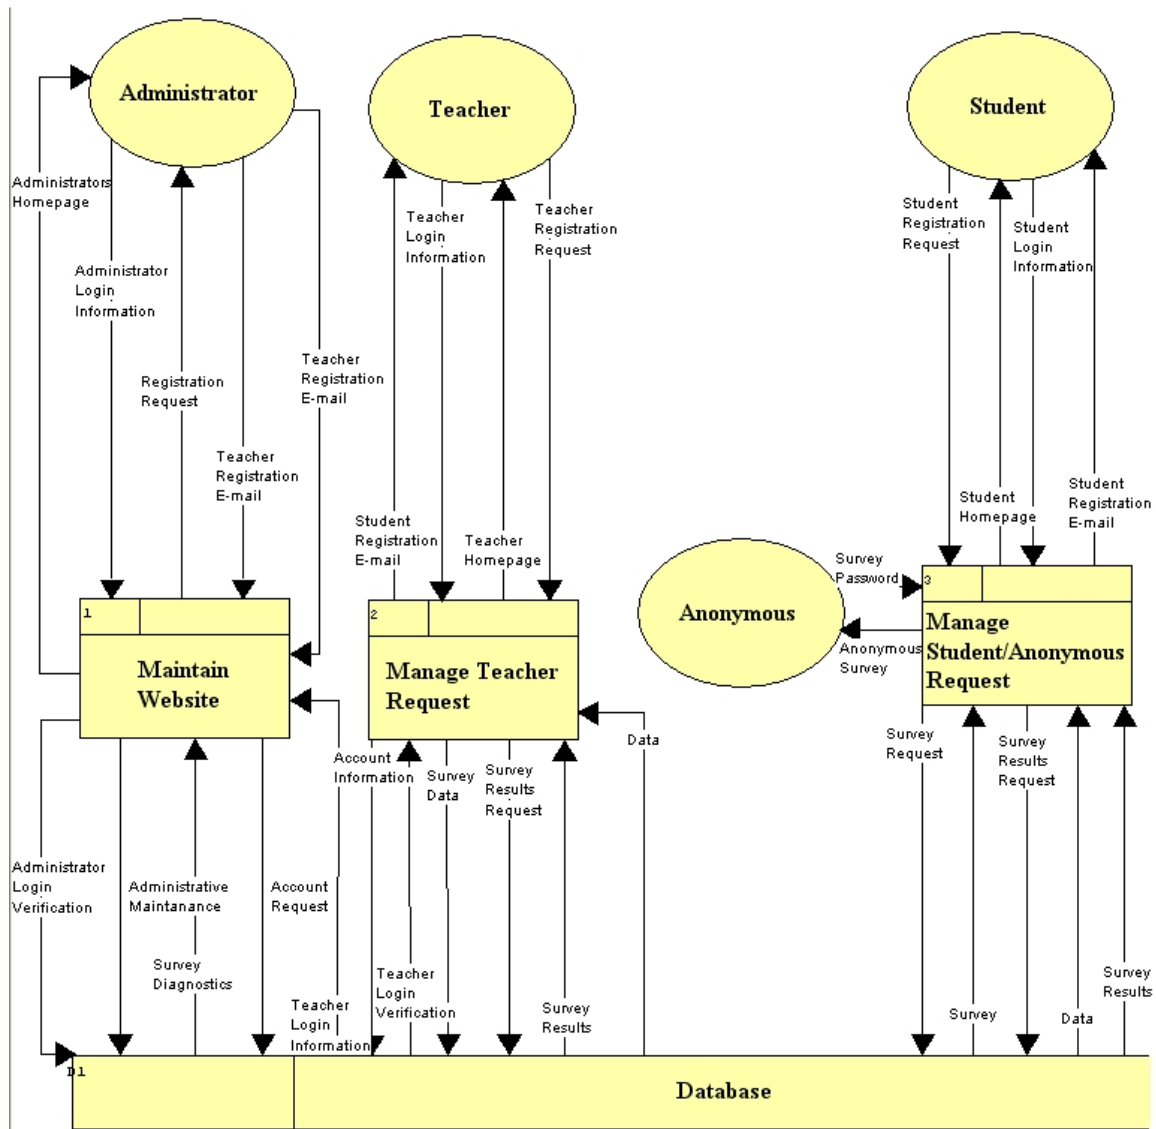 Administrator
Teacher
Student
Administrators
Homepage
Administrator
Login
Information
Registration
Request
Teacher
Registration
E-mail
Teacher
Registration
E-mail
Teacher
Login
Information
Teacher
Registration
Request
Student
Registration
E-mail
Teacher
Homepage
Student
Registration
Request
Student
Login
Information
Student
Homepage
Student
Registration
E-mail
Anonymous
Survey
Password
Anonymous
Survey
1
Maintain
Website
2
Manage Teacher
Request
3
Manage
Student/Anonymous
Request
Administrator
Login
Verification
Administrative
Maintanance
Survey
Diagnostics
Account
Request
Account
Information
Teacher
Login
Information
Teacher
Login
Verification
Survey
Data
Survey
Results
Request
Survey
Results
Data
Survey
Request
Survey
Survey
Results
Request
Data
Survey
Results
D1
Database